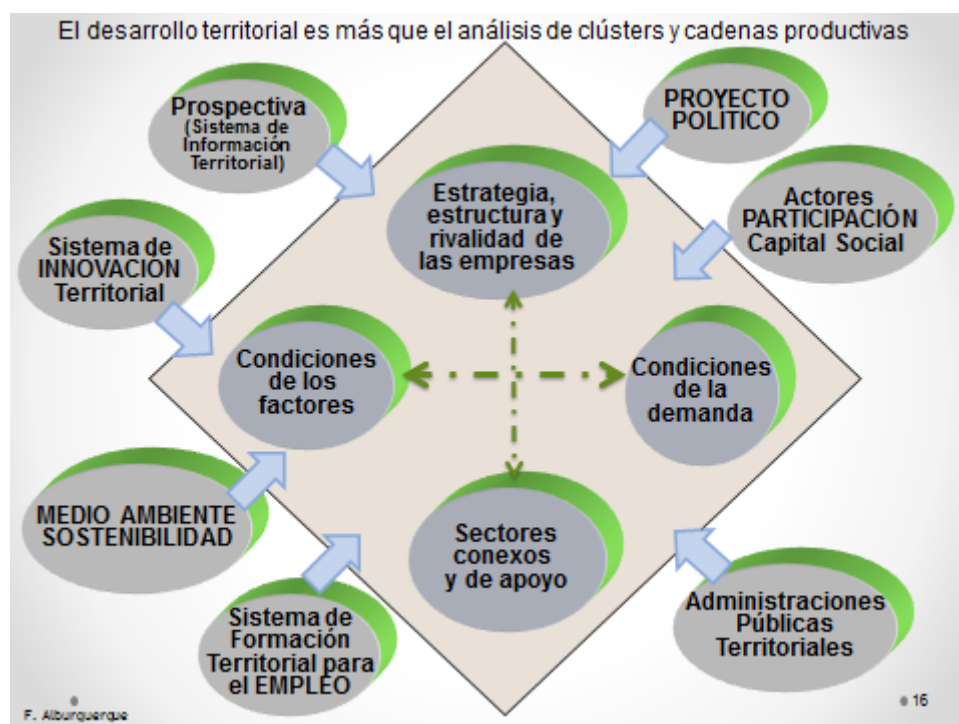 El desarrollo territorial es más que el análisis de clústers y cadenas productivas
Prospectiva
(Sistema de
Información
Territorial)
PROYECTO
POLITICO
Estrategia,
estructura y
rivalidad de
las empresas
Actores
PARTICIPACIÓN
Capital Social
Sistema de
INNOVACIÓN
Territorial
Condiciones
de los
factores
Condiciones
de la
demanda
MEDIO AMBIENTE
SOSTENIBILIDAD
Sectores
conexos
y de apoyo
Sistema de
Formación
Territorial para
el EMPLEO
Administraciones
Públicas
Territoriales
F. Alburquerque
16